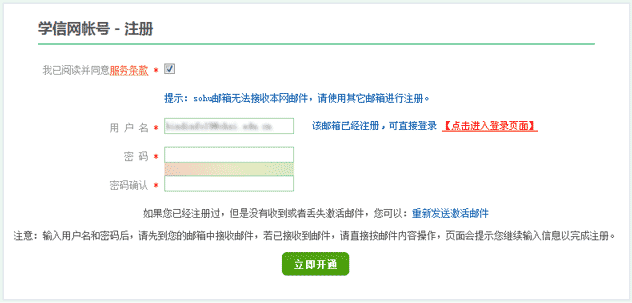 学信网帐号 - 注册
我已阅读并同意服务条款 *
提示：sohu邮箱无法接收本网邮件，请使用其它邮箱进行注册。
用 户 名 * 该邮箱已经注册，可直接登录 【点击进入登录页面】
密 码 *
密码确认 *
如果您已经注册过，但是没有收到或者丢失激活邮件，您可以：重新发送激活邮件
注意：输入用户名和密码后，请先到您的邮箱中接收邮件，若已接收到邮件，请直接按邮件内容操作，页面会提示您继续输入信息以完成注册。
立即开通